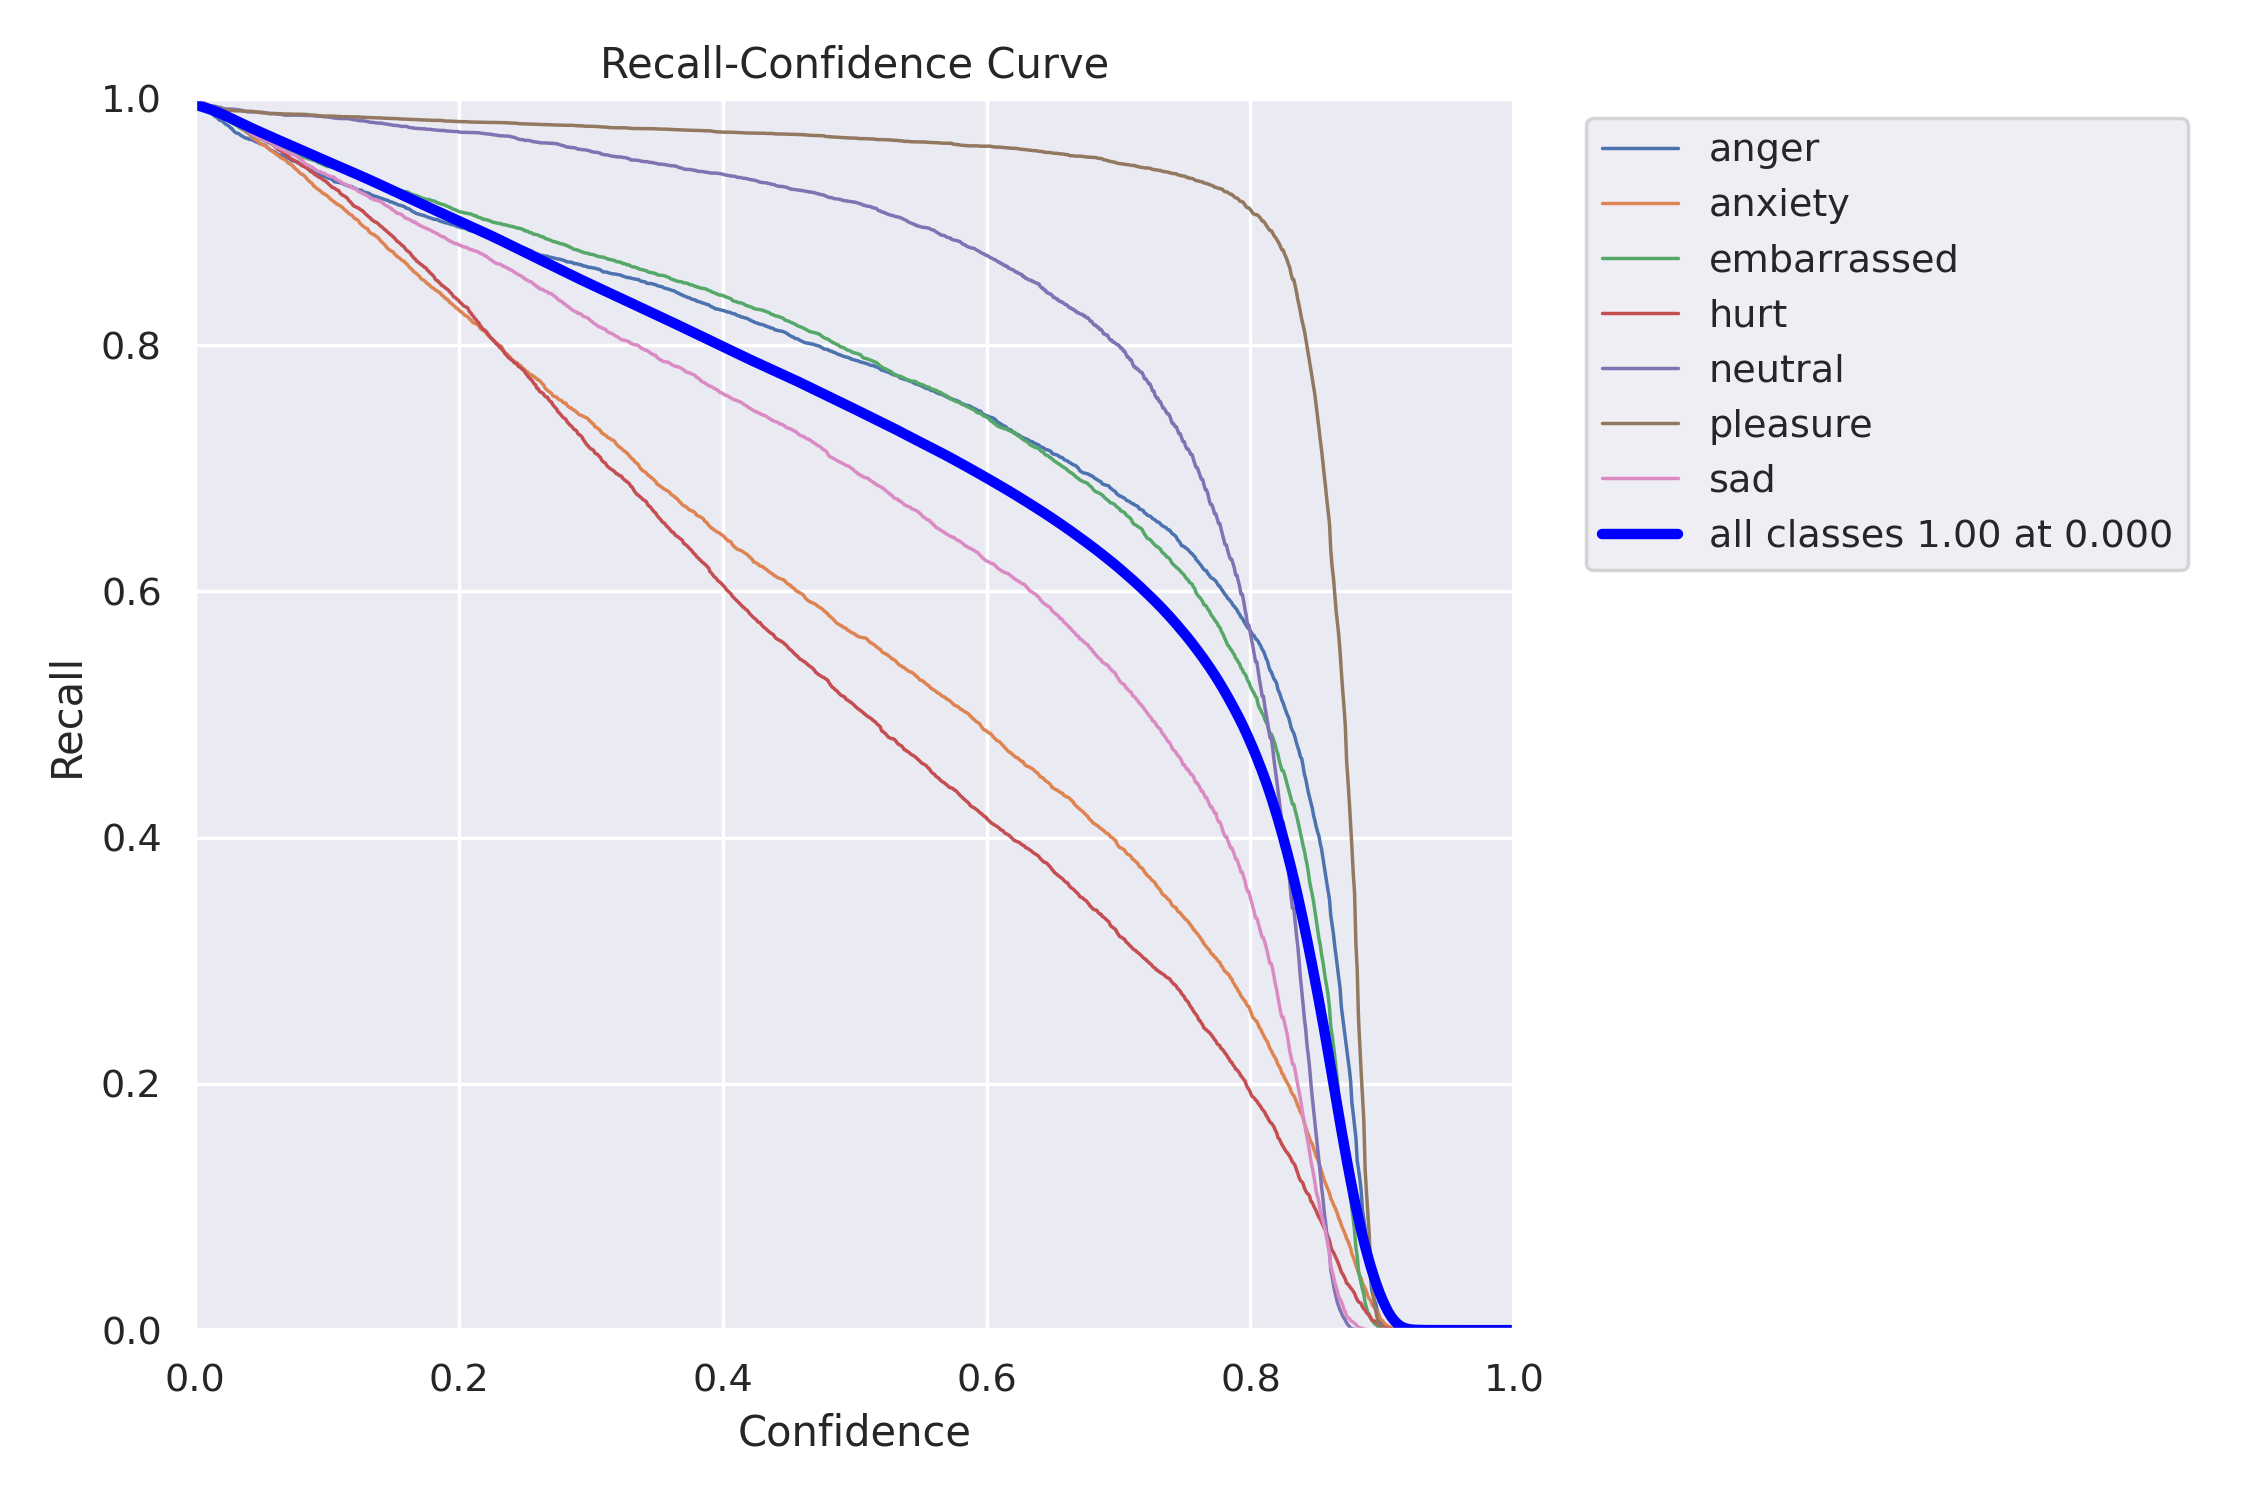 Recall-Confidence Curve
1.0
0.8
0.6
0.4
0.2
0.0
Recall
0.0 0.2 0.4 0.6 0.8 1.0
Confidence
anger
anxiety
embarrassed
hurt
neutral
pleasure
sad
all classes 1.00 at 0.000